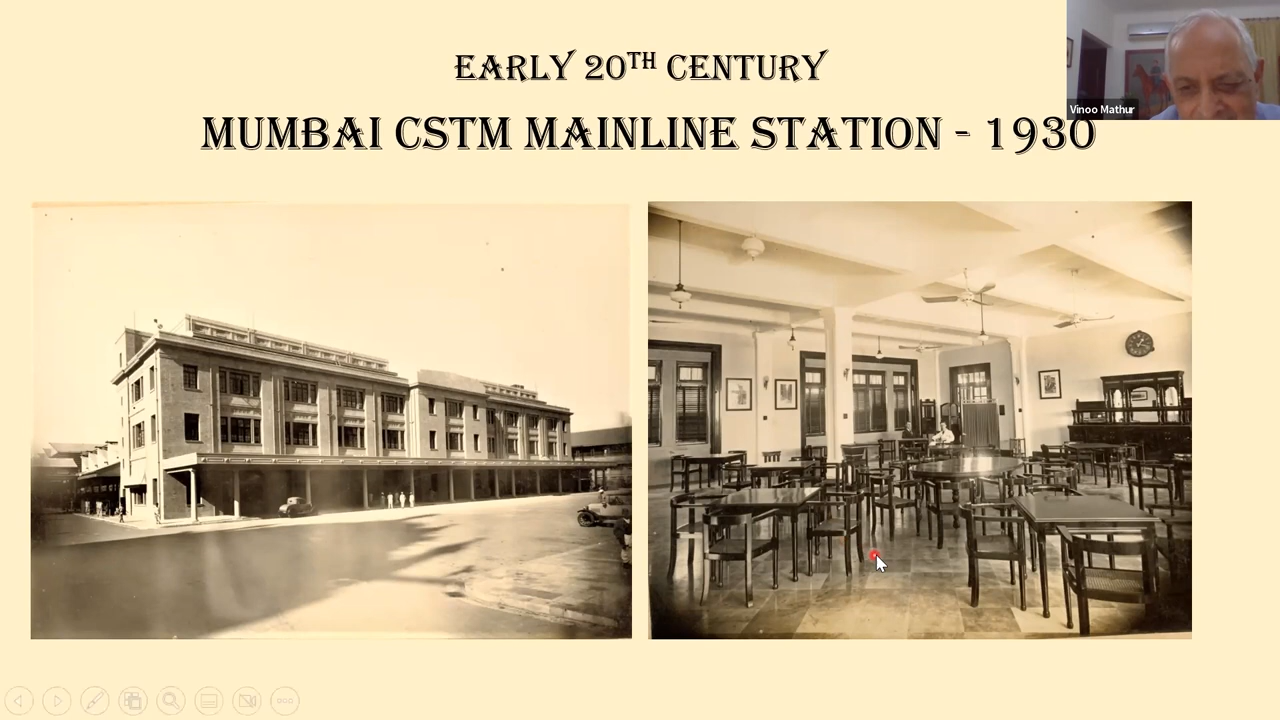 EARLY 20TH CENTURY
MUMBAI CSTM MAINLINE STATION - 1930
Vinoo Mathur